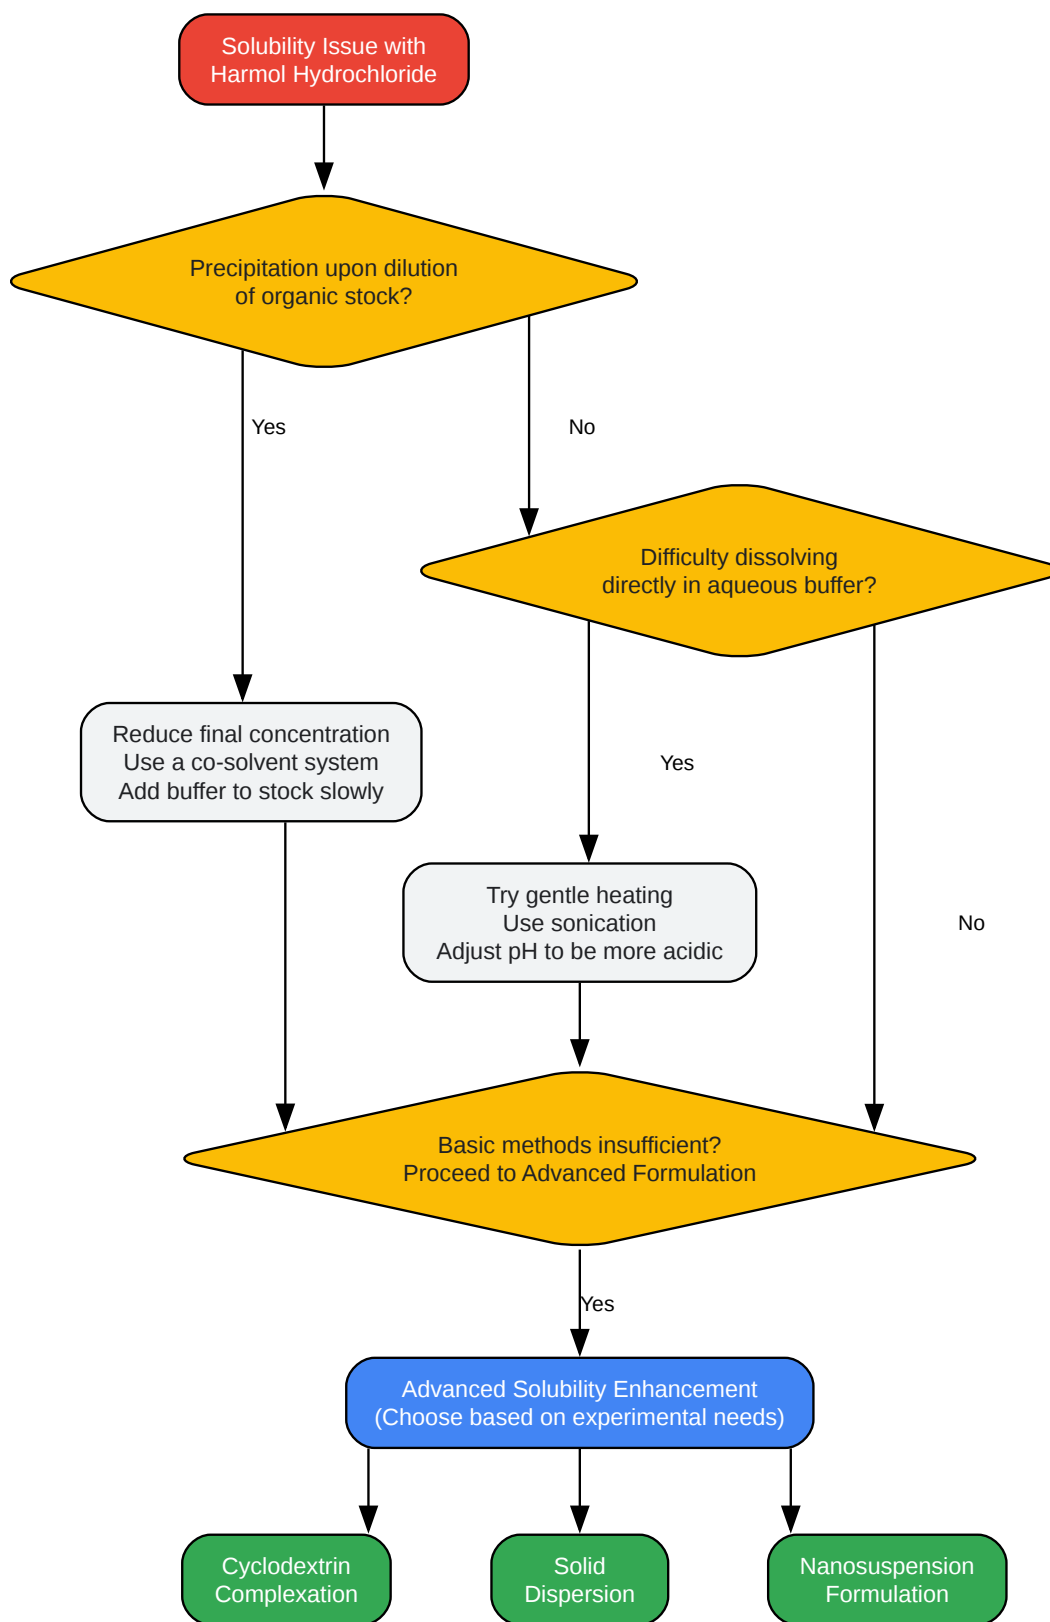 Solubility Issue with
Harmol Hydrochloride
Precipitation upon dilution
of organic stock?
Yes
No
Difficulty dissolving
directly in aqueous buffer?
Reduce final concentration
Use a co-solvent system
Add buffer to stock slowly
Yes
Try gentle heating
Use sonication
Adjust pH to be more acidic
No
Basic methods insufficient?
Proceed to Advanced Formulation
Yes
Advanced Solubility Enhancement
(Choose based on experimental needs)
Cyclodextrin
Complexation
Solid
Dispersion
Nanosuspension
Formulation